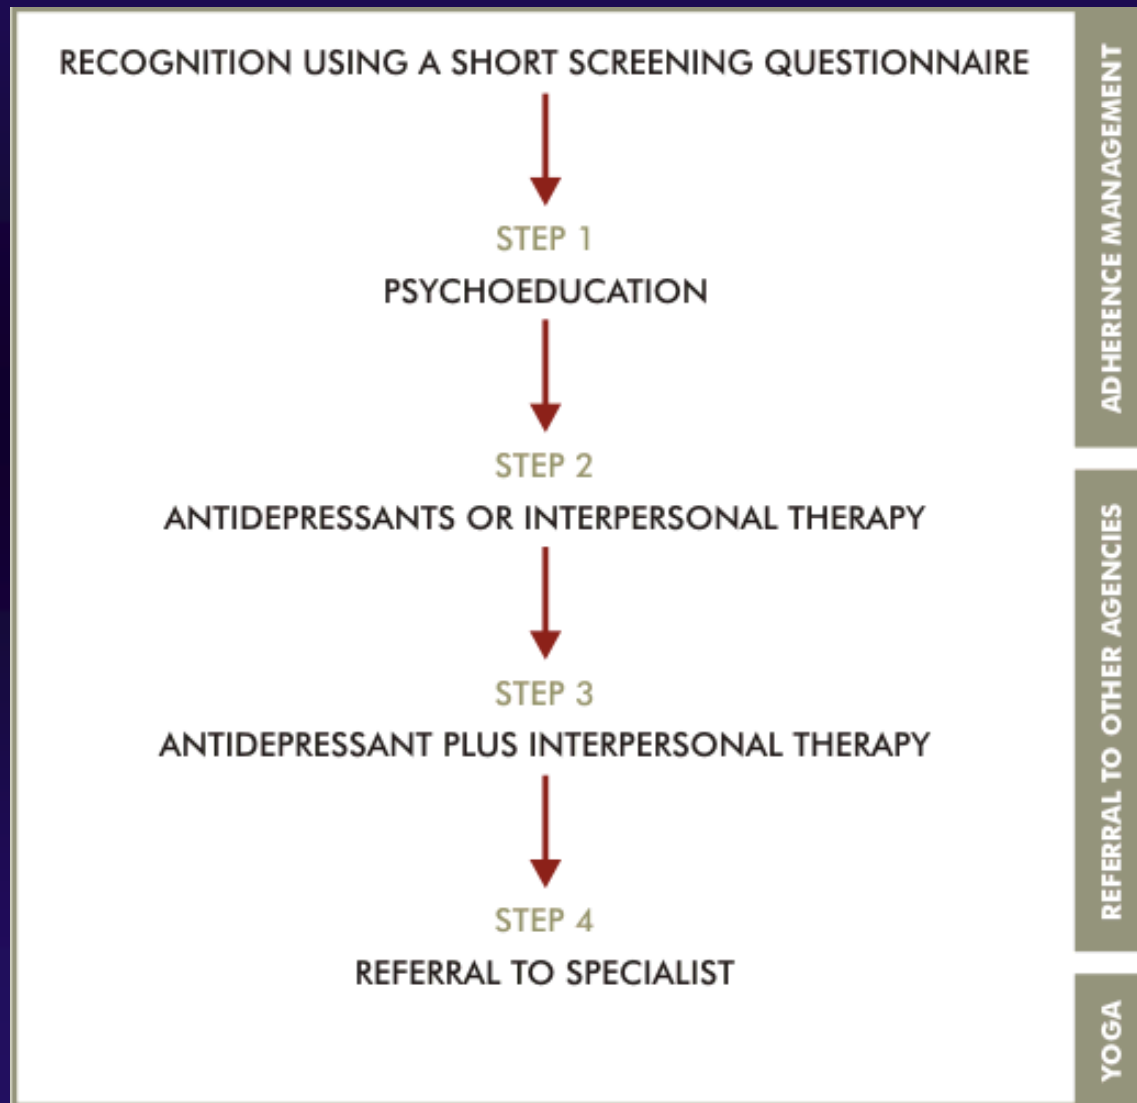 RECOGNITION USING A SHORT SCREENING QUESTIONNAIRE
STEP 1
PSYCHOEDUCATION
STEP 2
ANTIDEPRESSANTS OR INTERPERSONAL THERAPY
STEP 3
ANTIDEPRESSANT PLUS INTERPERSONAL THERAPY
STEP 4
REFERRAL TO SPECIALIST
ADHERENCE MANAGEMENT
REFERRAL TO OTHER AGENCIES
YOGA